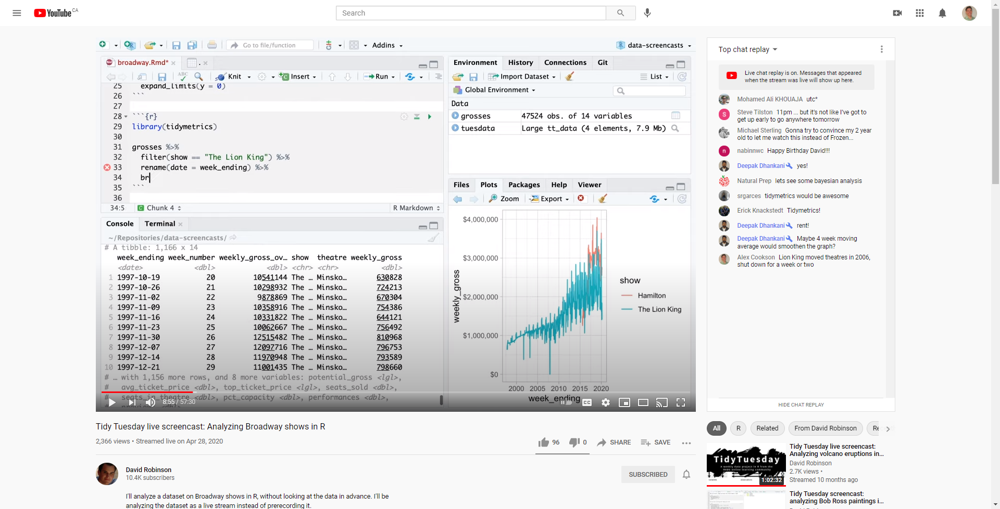 YouTube CA
Search
Go to file/function
Addins
data-screencasts
broadway.Rmd*
.
ABC
Knit
Insert
Run
25 expand_limits(y = 0)
26 ```
27
28 ```{r}
29 library(tidymetrics)
30
31 grosses %>%
32 filter(show == "The Lion King") %>%
33 rename(date = week_ending) %>%
34 br
35 ```
36
34:5 Chunk 4 R Markdown
Console Terminal
~/Repositories/data-screencasts/
# A tibble: 1,166 x 14
week_ending week_number weekly_gross_ov… show theatre weekly_gross
<date> <dbl> <dbl> <chr> <chr> <dbl>
1 1997-10-19 20 10541144 The … Minsko… 630828
2 1997-10-26 21 10298932 The … Minsko… 724213
3 1997-11-02 22 9878869 The … Minsko… 670304
4 1997-11-09 23 10358916 The … Minsko… 754386
5 1997-11-16 24 10331822 The … Minsko… 644121
6 1997-11-23 25 10062667 The … Minsko… 756492
7 1997-11-30 26 12515482 The … Minsko… 810968
8 1997-12-07 27 12097716 The … Minsko… 796753
9 1997-12-14 28 11970948 The … Minsko… 793589
10 1997-12-21 29 11001435 The … Minsko… 798660
# … with 1,156 more rows, and 8 more variables: potential_gross <lgl>,
# avg_ticket_price <dbl>, top_ticket_price <lgl>, seats_sold <dbl>,
# seats_in_theatre <dbl>, pct_capacity <dbl>, performances <dbl>,
8:55 / 57:30
CC
Environment History Connections Git
Import Dataset
List
Global Environment
Data
grosses 47524 obs. of 14 variables
tuesdata Large tt_data (4 elements, 7.9 Mb)
Files Plots Packages Help Viewer
Zoom Export
$4,000,000
$3,000,000
$2,000,000
$1,000,000
$0
weekly_gross
2000 2005 2010 2015 2020
week_ending
show
Hamilton
The Lion King
Tidy Tuesday live screencast: Analyzing Broadway shows in R
2,366 views • Streamed live on Apr 28, 2020
96 0 SHARE SAVE
David Robinson
10.4K subscribers
SUBSCRIBED
I'll analyze a dataset on Broadway shows in R, without looking at the data in advance. I'll be
analyzing the dataset as a live stream instead of prerecording it.
Top chat replay
Live chat replay is on. Messages that appeared
when the stream was live will show up here.
Mohamed Ali KHOUAJA utc*
S
Steve Tilston 11pm ... but it's not like I've got to
get up early to go anywhere tomorrow
Michael Sterling Gonna try to convince my 2 year
old to let me watch this instead of Frozen...
n
nabinnwc Happy Birthday David!!!
Deepak Dhankani yes!
Natural Prep lets see some bayesian analysis
srgarces tidymetrics would be awesome
Erick Knackstedt Tidymetrics!
Deepak Dhankani rent!
Deepak Dhankani Maybe 4 week moving
average would smoothen the graph?
Alex Cookson Lion King moved theatres in 2006,
shut down for a week or two
HIDE CHAT REPLAY
All R Related From David Robinson
TidyTuesday
1:02:32
Tidy Tuesday live screencast:
Analyzing volcano eruptions in...
David Robinson
2.7K views •
Streamed 10 months ago
Tidy Tuesday screencast:
analyzing Bob Ross paintings i...